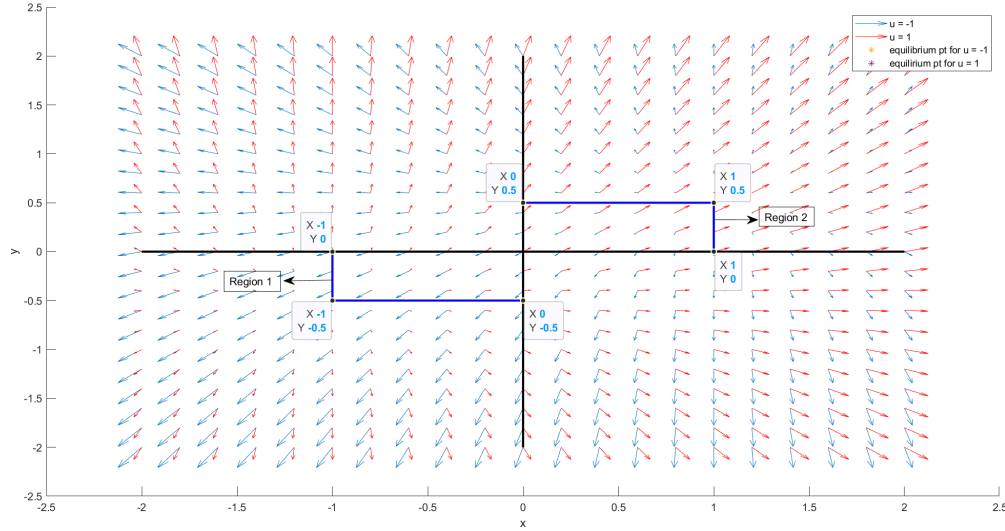 2.5
2
1.5
1
0.5
0
-0.5
-1
-1.5
-2
-2.5
y
u = -1
u = 1
equilibrium pt for u = -1
equilirium pt for u = 1
X 0
Y 0.5
X 1
Y 0.5
Region 2
X -1
Y 0
X 1
Y 0
Region 1
X -1
Y -0.5
X 0
Y -0.5
-2.5 -2 -1.5 -1 -0.5 0 0.5 1 1.5 2 2.5
x